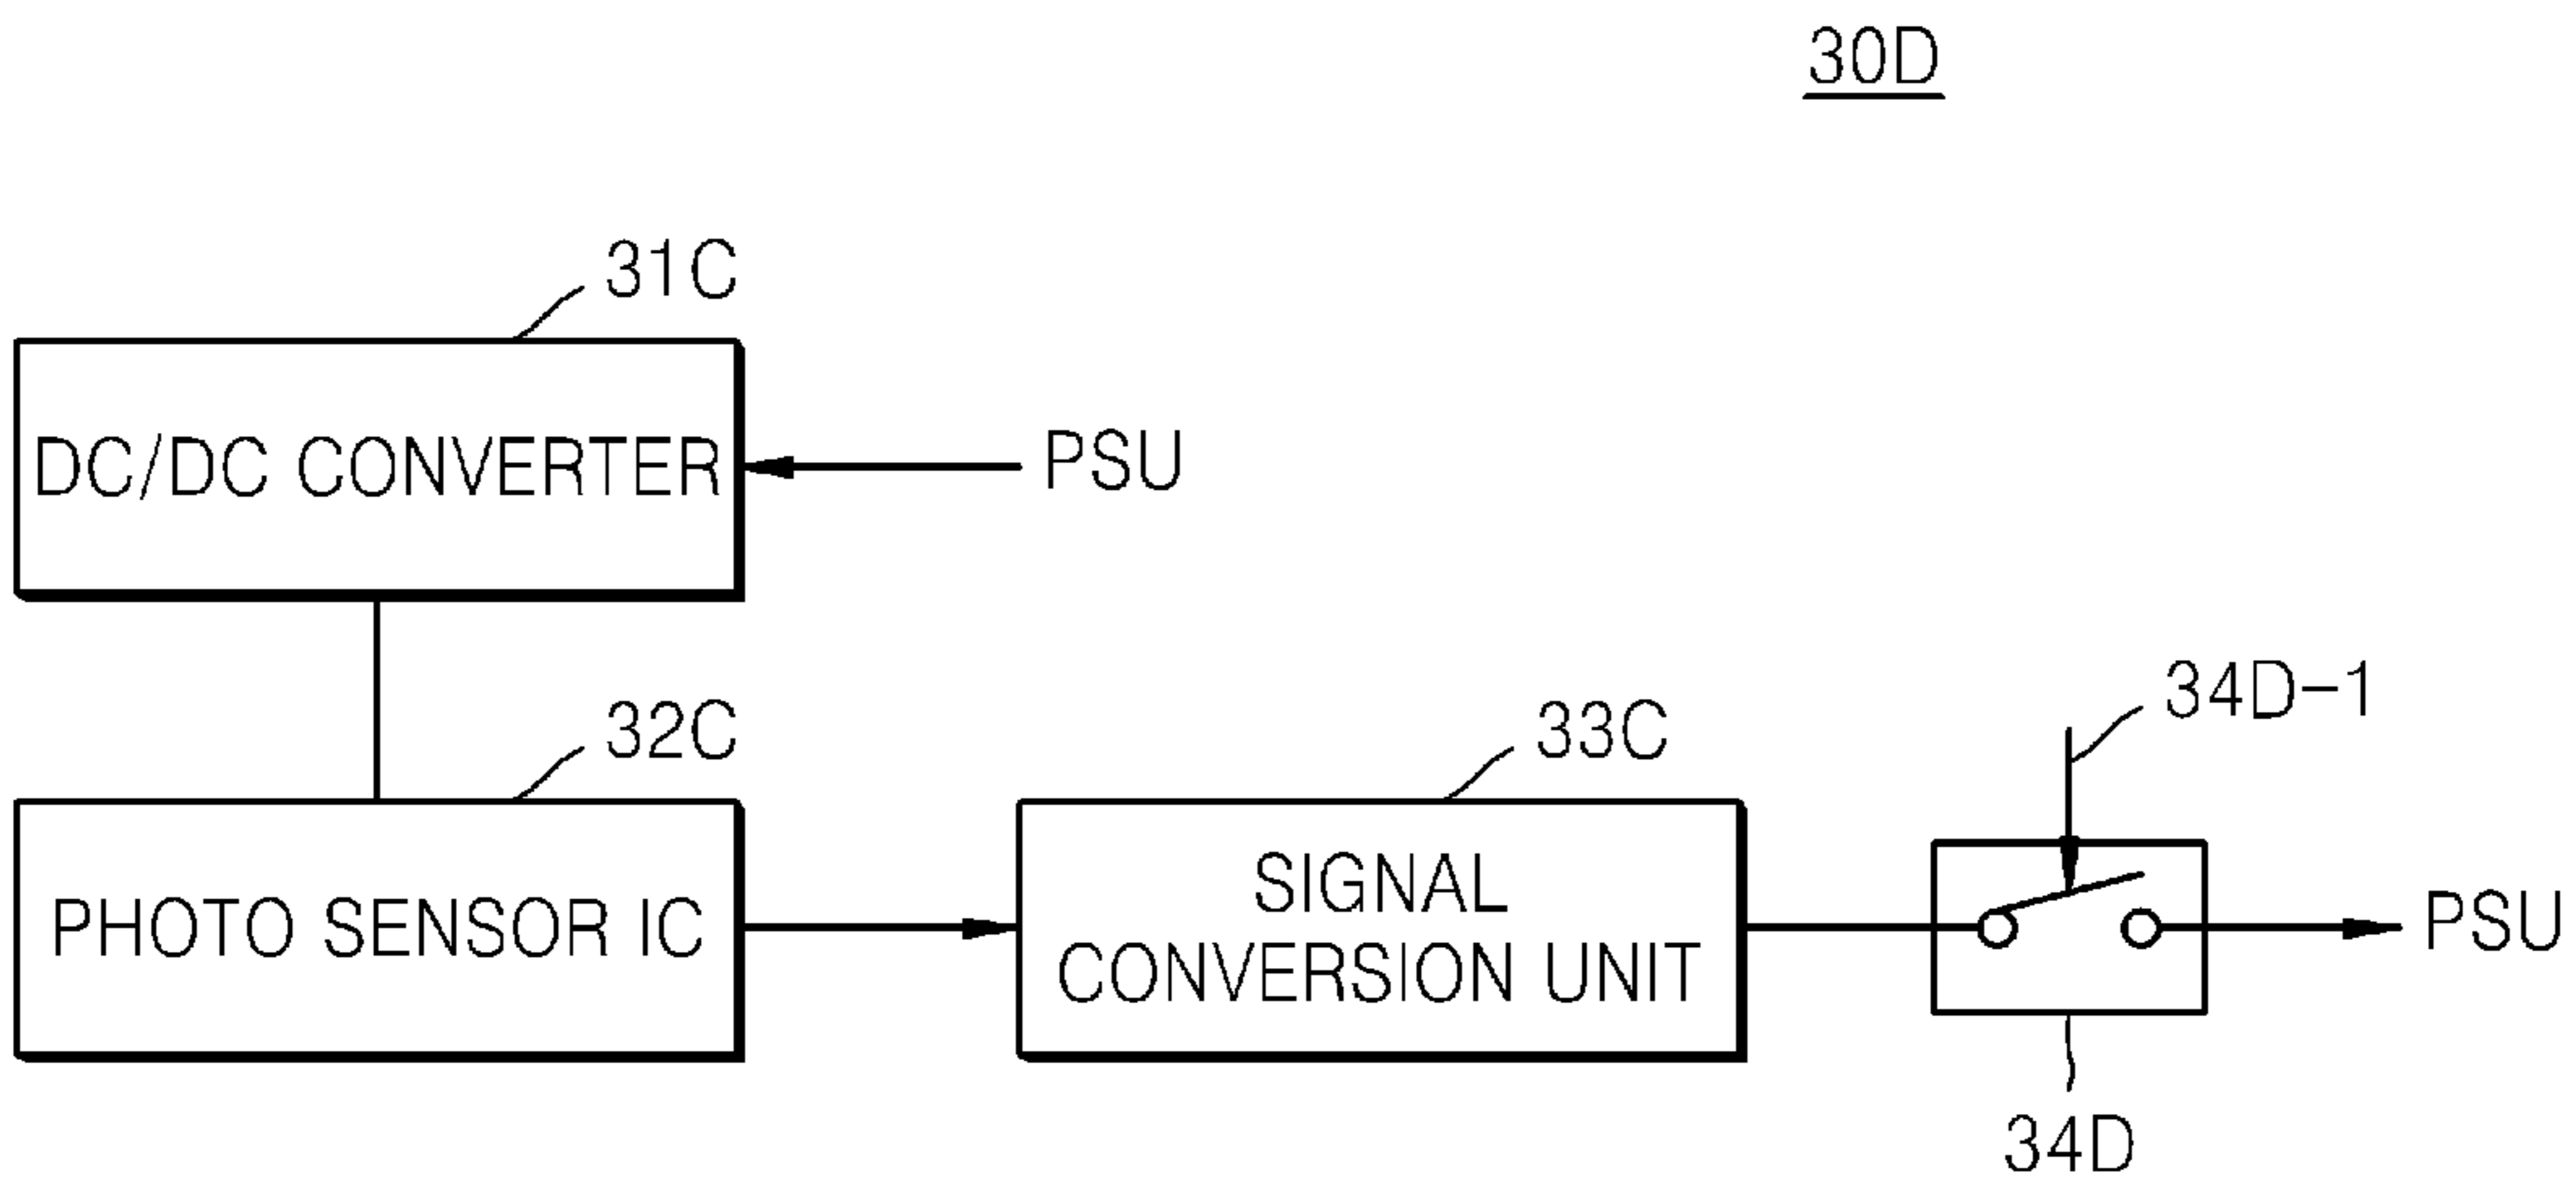 30D
31C
DC/DC CONVERTER
PSU
32C
33C
34D-1
PHOTO SENSOR IC
SIGNAL
CONVERSION UNIT
PSU
34D